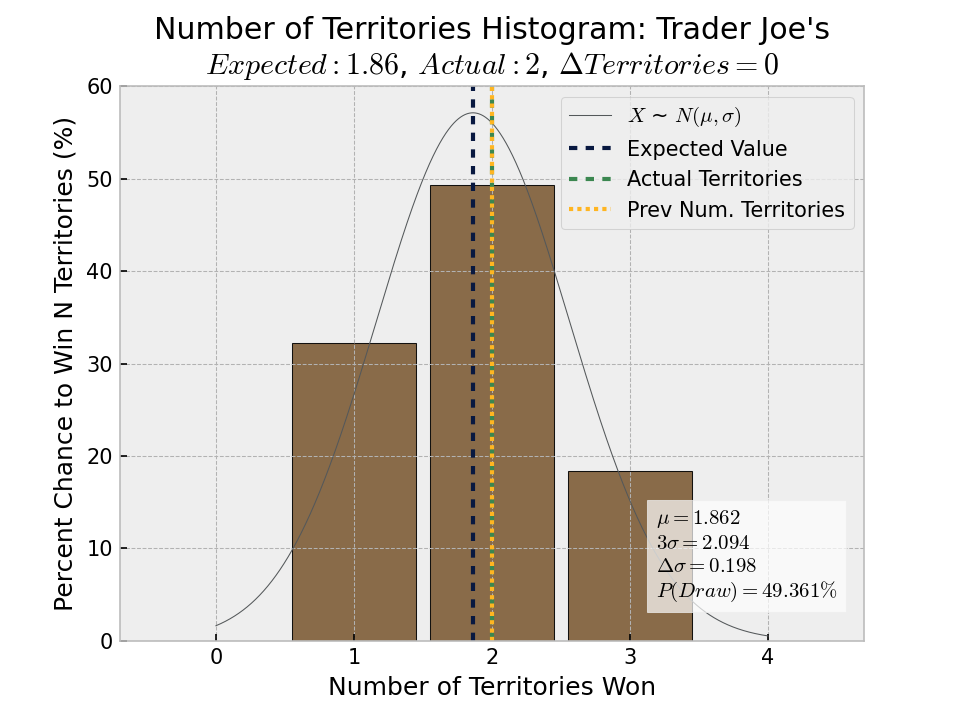 Number of Territories Histogram: Trader Joe's
Expected : 1.86, Actual : 2, ΔTerritories = 0
Percent Chance to Win N Territories (%)
60
50
40
30
20
10
0
X ~ N(μ, σ)
Expected Value
Actual Territories
Prev Num. Territories
μ = 1.862
3σ = 2.094
Δσ = 0.198
P(Draw) = 49.361%
0 1 2 3 4
Number of Territories Won